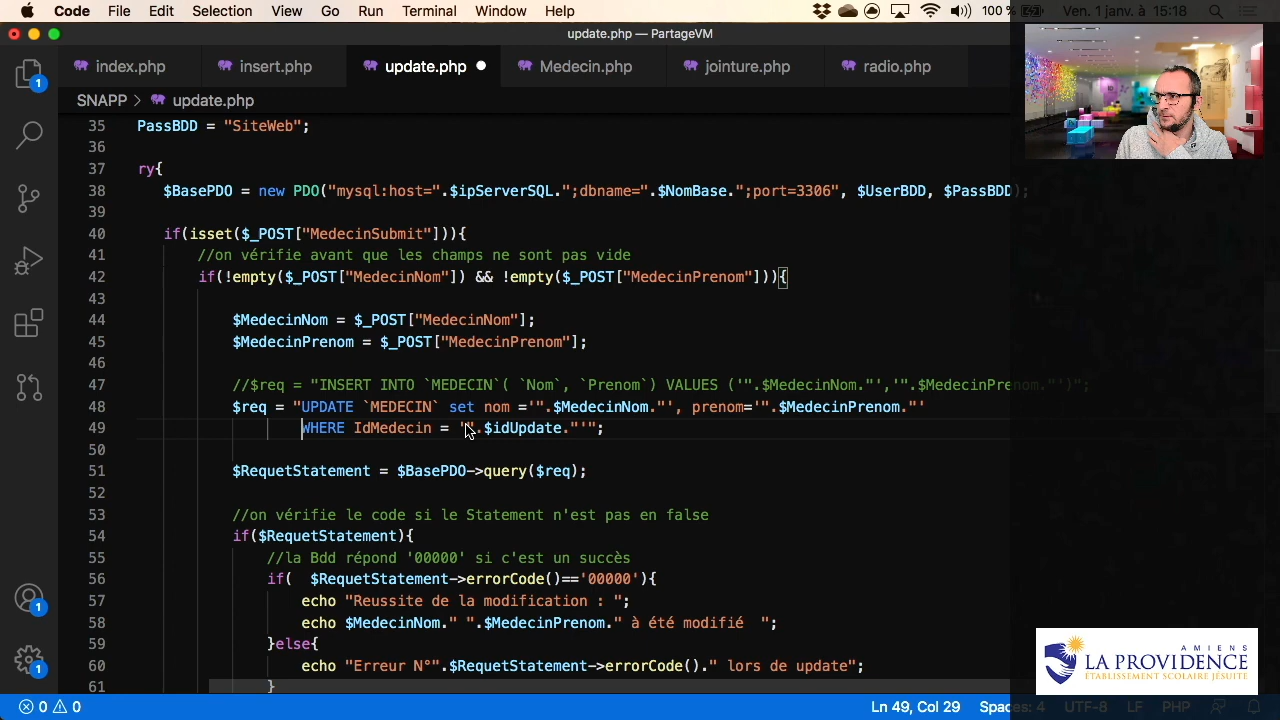 Code File Edit Selection View Go Run Terminal Window Help 100 % Ven. 1 janv. à 15:18
update.php — PartageVM
1 index.php insert.php update.php Medecin.php jointure.php radio.php
SNAPP > update.php
35 PassBDD = "SiteWeb";
36
37 ry{
38 $BasePDO = new PDO("mysql:host=".$ipServerSQL.";dbname=".$NomBase.";port=3306", $UserBDD, $PassBDD);
39
40 if(isset($_POST["MedecinSubmit"])){
41 //on vérifie avant que les champs ne sont pas vide
42 if(!empty($_POST["MedecinNom"]) && !empty($_POST["MedecinPrenom"])){
43
44 $MedecinNom = $_POST["MedecinNom"];
45 $MedecinPrenom = $_POST["MedecinPrenom"];
46
47 //$req = "INSERT INTO `MEDECIN`( `Nom`, `Prenom`) VALUES ('".$MedecinNom."','".$MedecinPrenom."')";
48 $req = "UPDATE `MEDECIN` set nom ='".$MedecinNom."', prenom='".$MedecinPrenom."'
49 WHERE IdMedecin = '".$idUpdate."'";
50
51 $RequetStatement = $BasePDO->query($req);
52
53 //on vérifie le code si le Statement n'est pas en false
54 if($RequetStatement){
55 //la Bdd répond '00000' si c'est un succès
56 if( $RequetStatement->errorCode()=='00000'){
57 echo "Reussite de la modification : ";
58 echo $MedecinNom." ".$MedecinPrenom." à été modifié ";
59 }else{
60 echo "Erreur N°".$RequetStatement->errorCode()." lors de update";
61 }
1
1
AMIENS
LA PROVIDENCE
ETABLISSEMENT SCOLAIRE JÉSUITE
0 0 Ln 49, Col 29 Spaces: 4 UTF-8 LF PHP